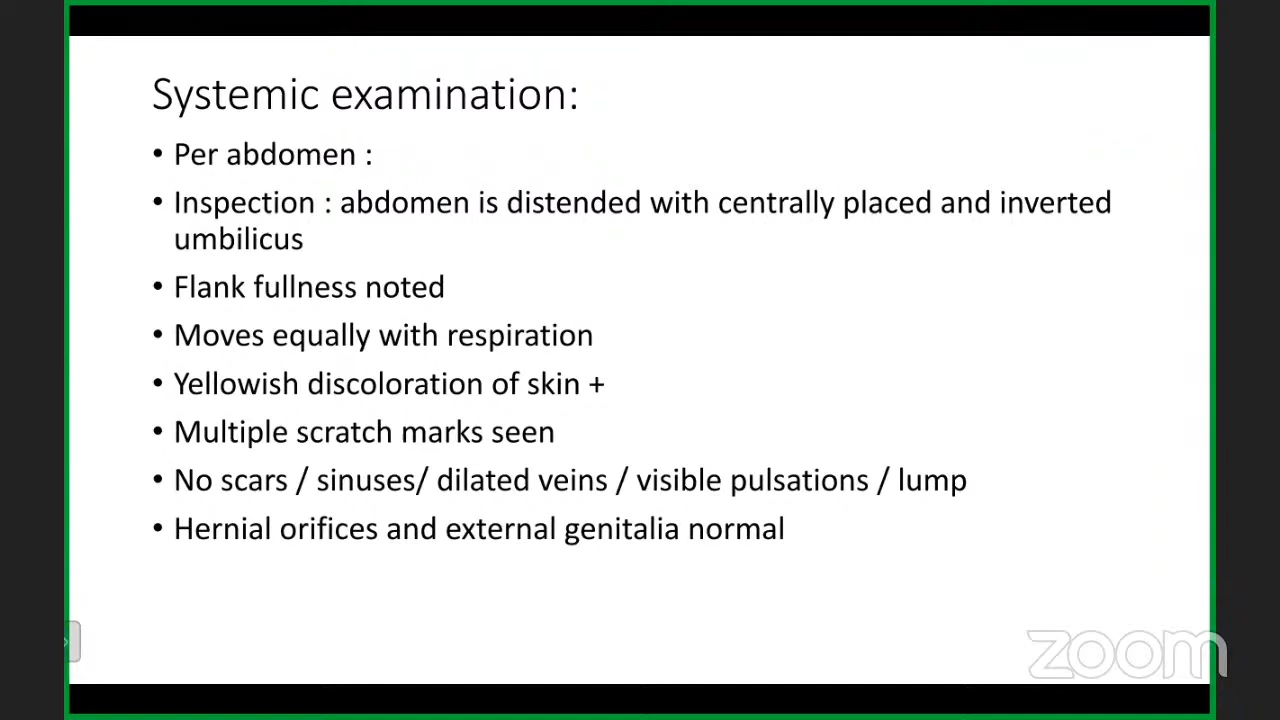 Systemic examination:
• Per abdomen :
• Inspection : abdomen is distended with centrally placed and inverted
umbilicus
• Flank fullness noted
• Moves equally with respiration
• Yellowish discoloration of skin +
• Multiple scratch marks seen
• No scars / sinuses/ dilated veins / visible pulsations / lump
• Hernial orifices and external genitalia normal
zoom